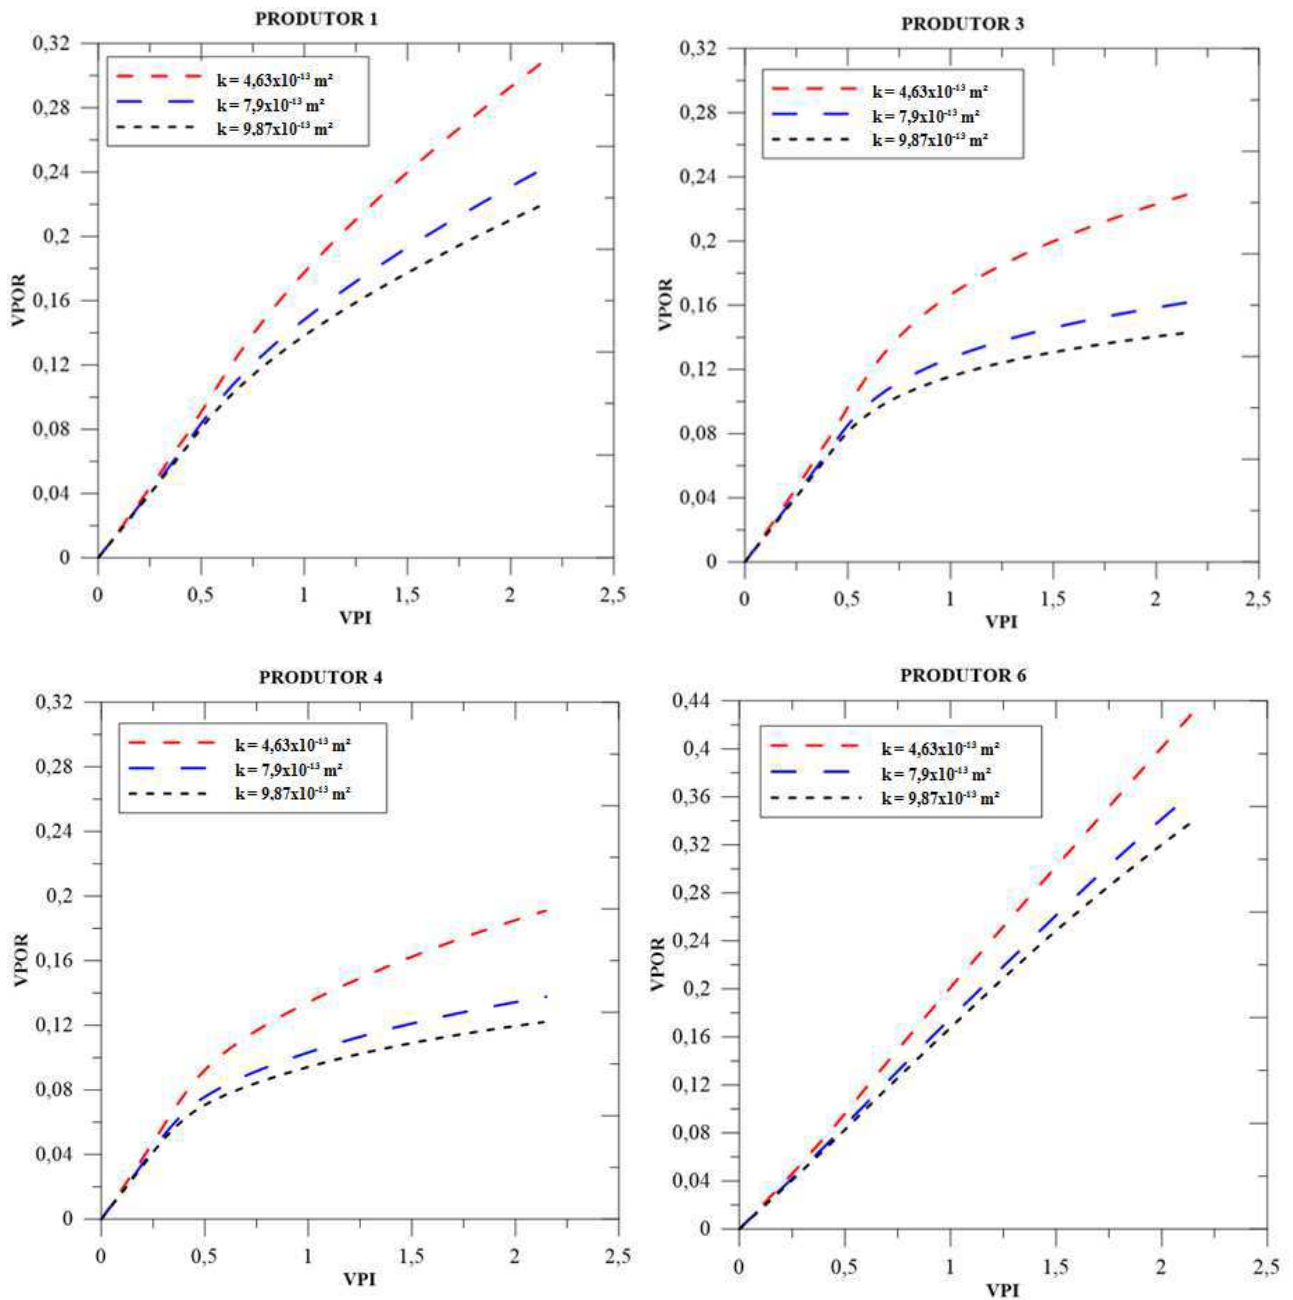 PRODUTOR 1
0,32
k = 4,63x10⁻¹³ m²
k = 7,9x10⁻¹³ m²
k = 9,87x10⁻¹³ m²
0,28
0,24
0,2
VPOR
0,16
0,12
0,08
0,04
0
0 0,5 1 1,5 2 2,5
VPI
PRODUTOR 3
0,32
k = 4,63x10⁻¹³ m²
k = 7,9x10⁻¹³ m²
k = 9,87x10⁻¹³ m²
0,28
0,24
0,2
VPOR
0,16
0,12
0,08
0,04
0
0 0,5 1 1,5 2 2,5
VPI
PRODUTOR 4
0,32
k = 4,63x10⁻¹³ m²
k = 7,9x10⁻¹³ m²
k = 9,87x10⁻¹³ m²
0,28
0,24
0,2
VPOR
0,16
0,12
0,08
0,04
0
0 0,5 1 1,5 2 2,5
VPI
PRODUTOR 6
0,44
k = 4,63x10⁻¹³ m²
k = 7,9x10⁻¹³ m²
k = 9,87x10⁻¹³ m²
0,4
0,36
0,32
0,28
0,24
VPOR
0,2
0,16
0,12
0,08
0,04
0
0 0,5 1 1,5 2 2,5
VPI